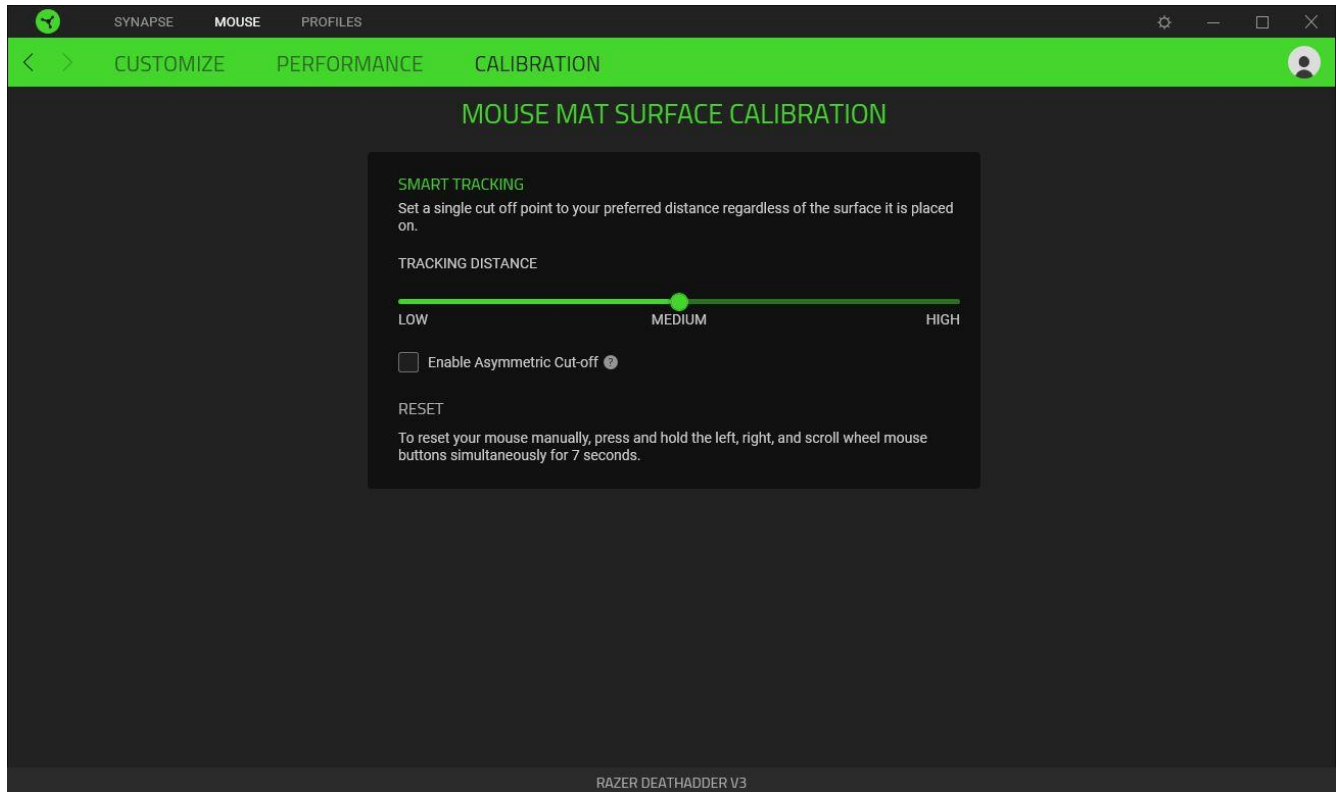 SYNAPSE MOUSE PROFILES
CUSTOMIZE PERFORMANCE CALIBRATION
MOUSE MAT SURFACE CALIBRATION
SMART TRACKING
Set a single cut off point to your preferred distance regardless of the surface it is placed
on.
TRACKING DISTANCE
LOW MEDIUM HIGH
Enable Asymmetric Cut-off ?
RESET
To reset your mouse manually, press and hold the left, right, and scroll wheel mouse
buttons simultaneously for 7 seconds.
RAZER DEATHADDER V3